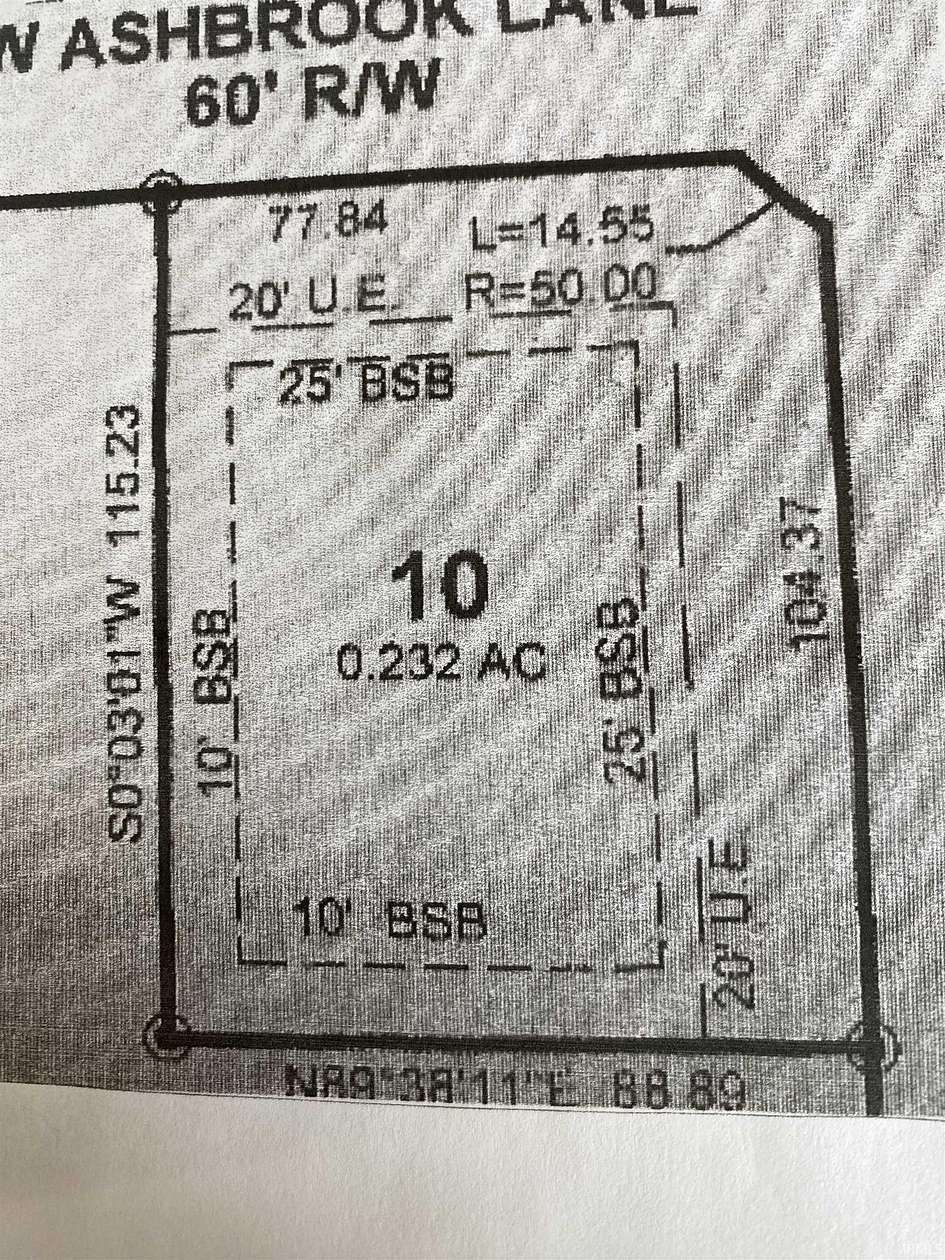 W ASHBROOK LANE
60' R/W
77.84
L=14.55
20' U.E.
R=50.00
25' BSB
S0°03'01"W 115.23
10' BSB
10
0.232 AC
25' BSB
104.37
10' BSB
20' U.E
N89°38'11"E 88.89